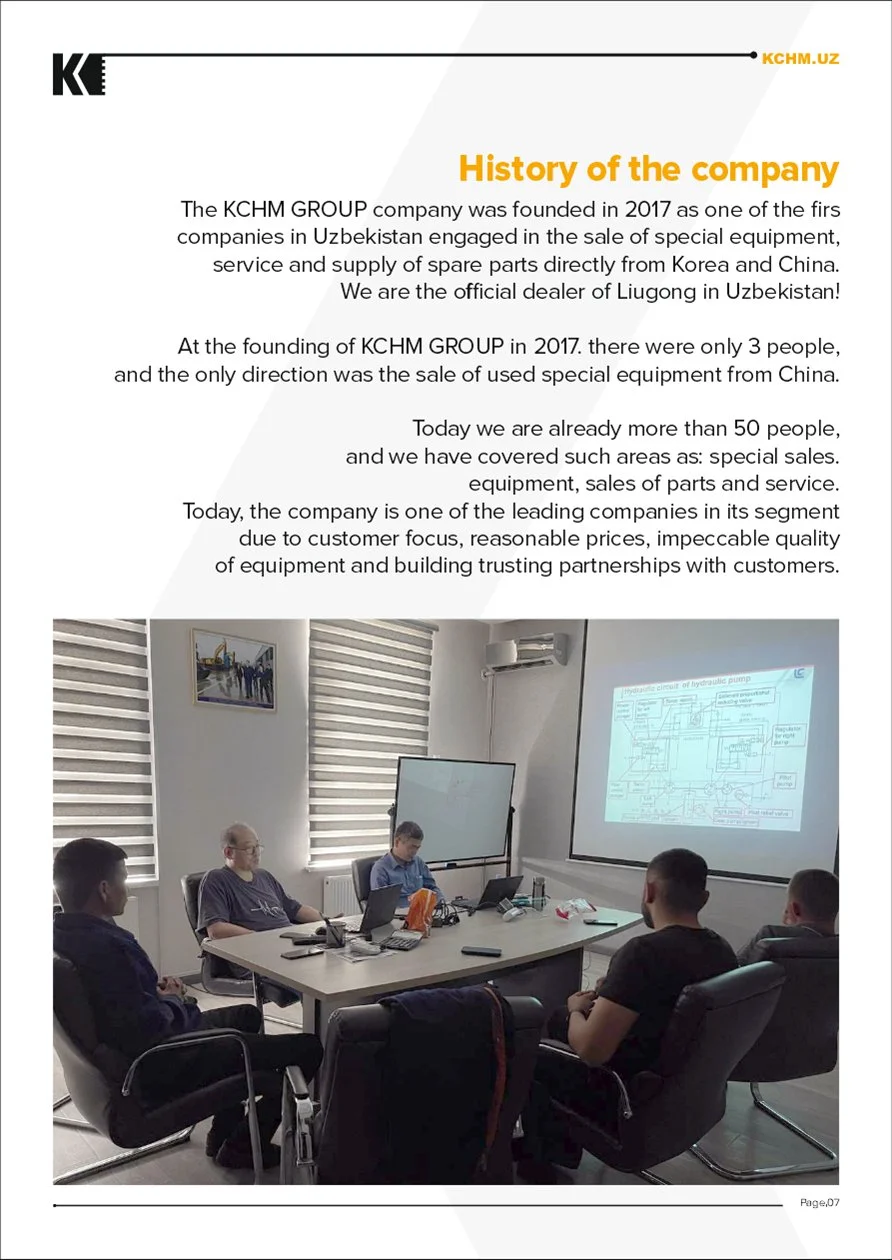 KCHM.UZ
History of the company
The KCHM GROUP company was founded in 2017 as one of the firs
companies in Uzbekistan engaged in the sale of special equipment,
service and supply of spare parts directly from Korea and China.
We are the official dealer of Liugong in Uzbekistan!
At the founding of KCHM GROUP in 2017. there were only 3 people,
and the only direction was the sale of used special equipment from China.
Today we are already more than 50 people,
and we have covered such areas as: special sales.
equipment, sales of parts and service.
Today, the company is one of the leading companies in its segment
due to customer focus, reasonable prices, impeccable quality
of equipment and building trusting partnerships with customers.
Hydraulic circuit of hydraulic pump
Regulator
for right
pump
Pilot
pump
Page,07